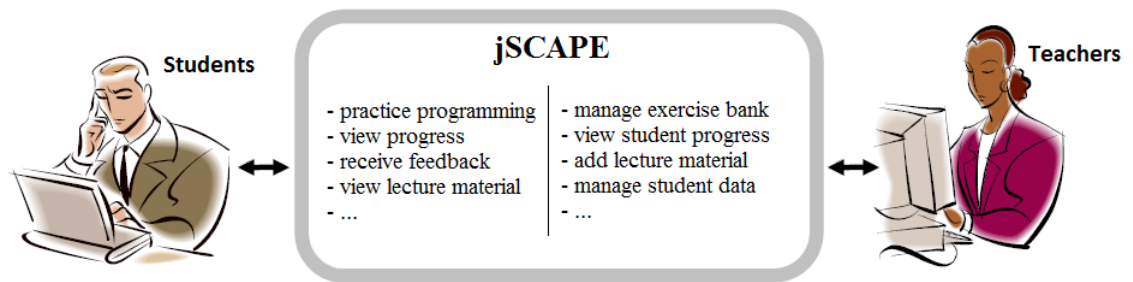 Students
jSCAPE
- practice programming
- view progress
- receive feedback
- view lecture material
- ...
- manage exercise bank
- view student progress
- add lecture material
- manage student data
- ...
Teachers